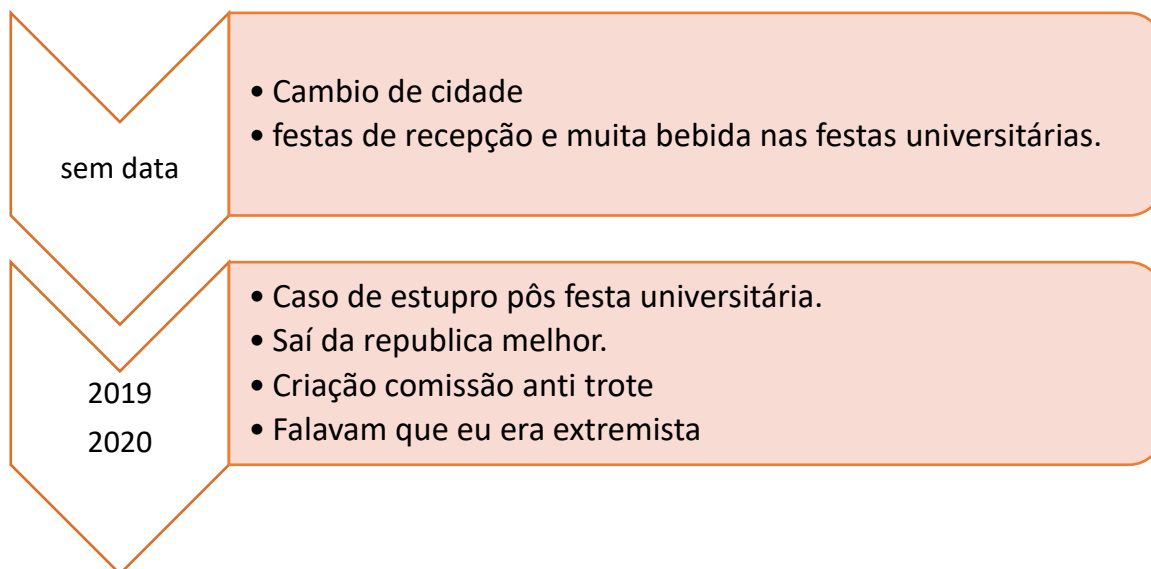 sem data
• Cambio de cidade
• festas de recepção e muita bebida nas festas universitárias.
2019
2020
• Caso de estupro pôs festa universitária.
• Saí da republica melhor.
• Criação comissão anti trote
• Falavam que eu era extremista